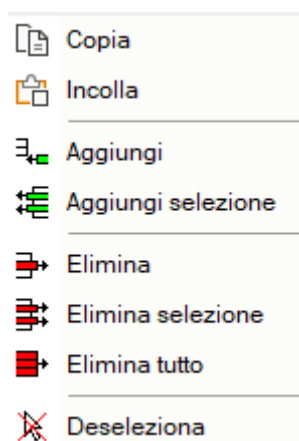 Copia
Incolla
Aggiungi
Aggiungi selezione
Elimina
Elimina selezione
Elimina tutto
Deseleziona